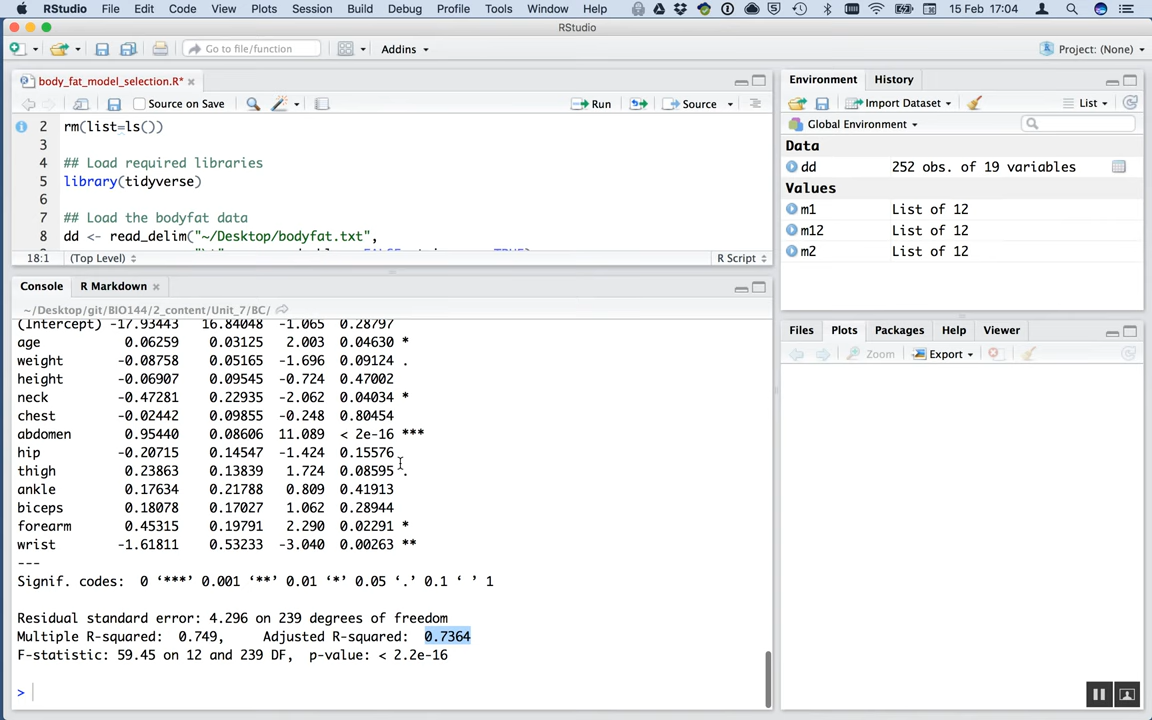 RStudio File Edit Code View Plots Session Build Debug Profile Tools Window Help 15 Feb 17:04
RStudio
Go to file/function Addins Project: (None)
body_fat_model_selection.R*
Source on Save Run Source
2 rm(list=ls())
3
4 ## Load required libraries
5 library(tidyverse)
6
7 ## Load the bodyfat data
8 dd <- read_delim("~/Desktop/bodyfat.txt",
18:1 (Top Level) R Script
Console R Markdown
~/Desktop/git/BIO144/2_content/Unit_7/BC/
(Intercept) -17.93443 16.84048 -1.065 0.28797
age 0.06259 0.03125 2.003 0.04630 *
weight -0.08758 0.05165 -1.696 0.09124 .
height -0.06907 0.09545 -0.724 0.47002
neck -0.47281 0.22935 -2.062 0.04034 *
chest -0.02442 0.09855 -0.248 0.80454
abdomen 0.95440 0.08606 11.089 < 2e-16 ***
hip -0.20715 0.14547 -1.424 0.15576
thigh 0.23863 0.13839 1.724 0.08595 .
ankle 0.17634 0.21788 0.809 0.41913
biceps 0.18078 0.17027 1.062 0.28944
forearm 0.45315 0.19791 2.290 0.02291 *
wrist -1.61811 0.53233 -3.040 0.00263 **
---
Signif. codes: 0 ‘***’ 0.001 ‘**’ 0.01 ‘*’ 0.05 ‘.’ 0.1 ‘ ’ 1
Residual standard error: 4.296 on 239 degrees of freedom
Multiple R-squared: 0.749, Adjusted R-squared: 0.7364
F-statistic: 59.45 on 12 and 239 DF, p-value: < 2.2e-16
>
Environment History
Import Dataset List
Global Environment
Data
dd 252 obs. of 19 variables
Values
m1 List of 12
m12 List of 12
m2 List of 12
Files Plots Packages Help Viewer
Zoom Export